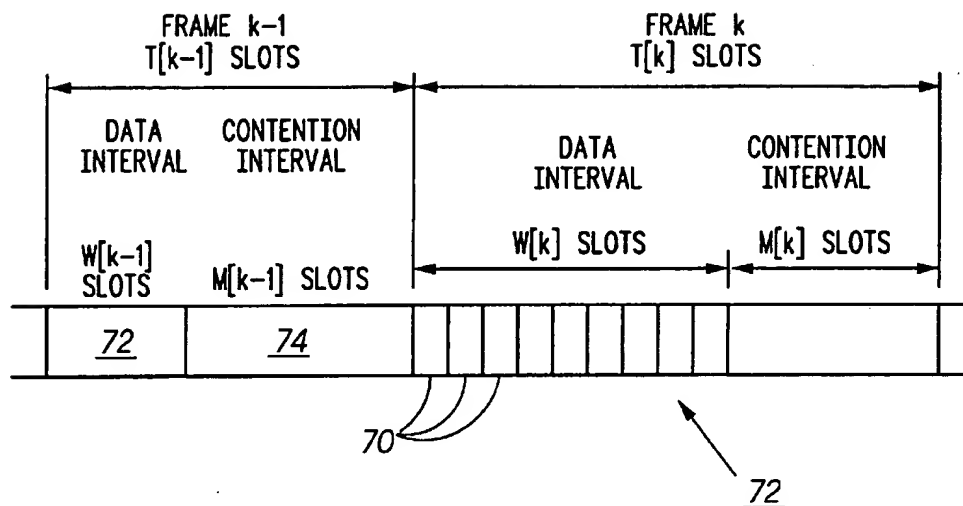 FRAME k-1
T[k-1] SLOTS
FRAME k
T[k] SLOTS
DATA
INTERVAL
CONTENTION
INTERVAL
DATA
INTERVAL
CONTENTION
INTERVAL
W[k-1]
SLOTS
M[k-1] SLOTS
W[k] SLOTS
M[k] SLOTS
72
74
70
72